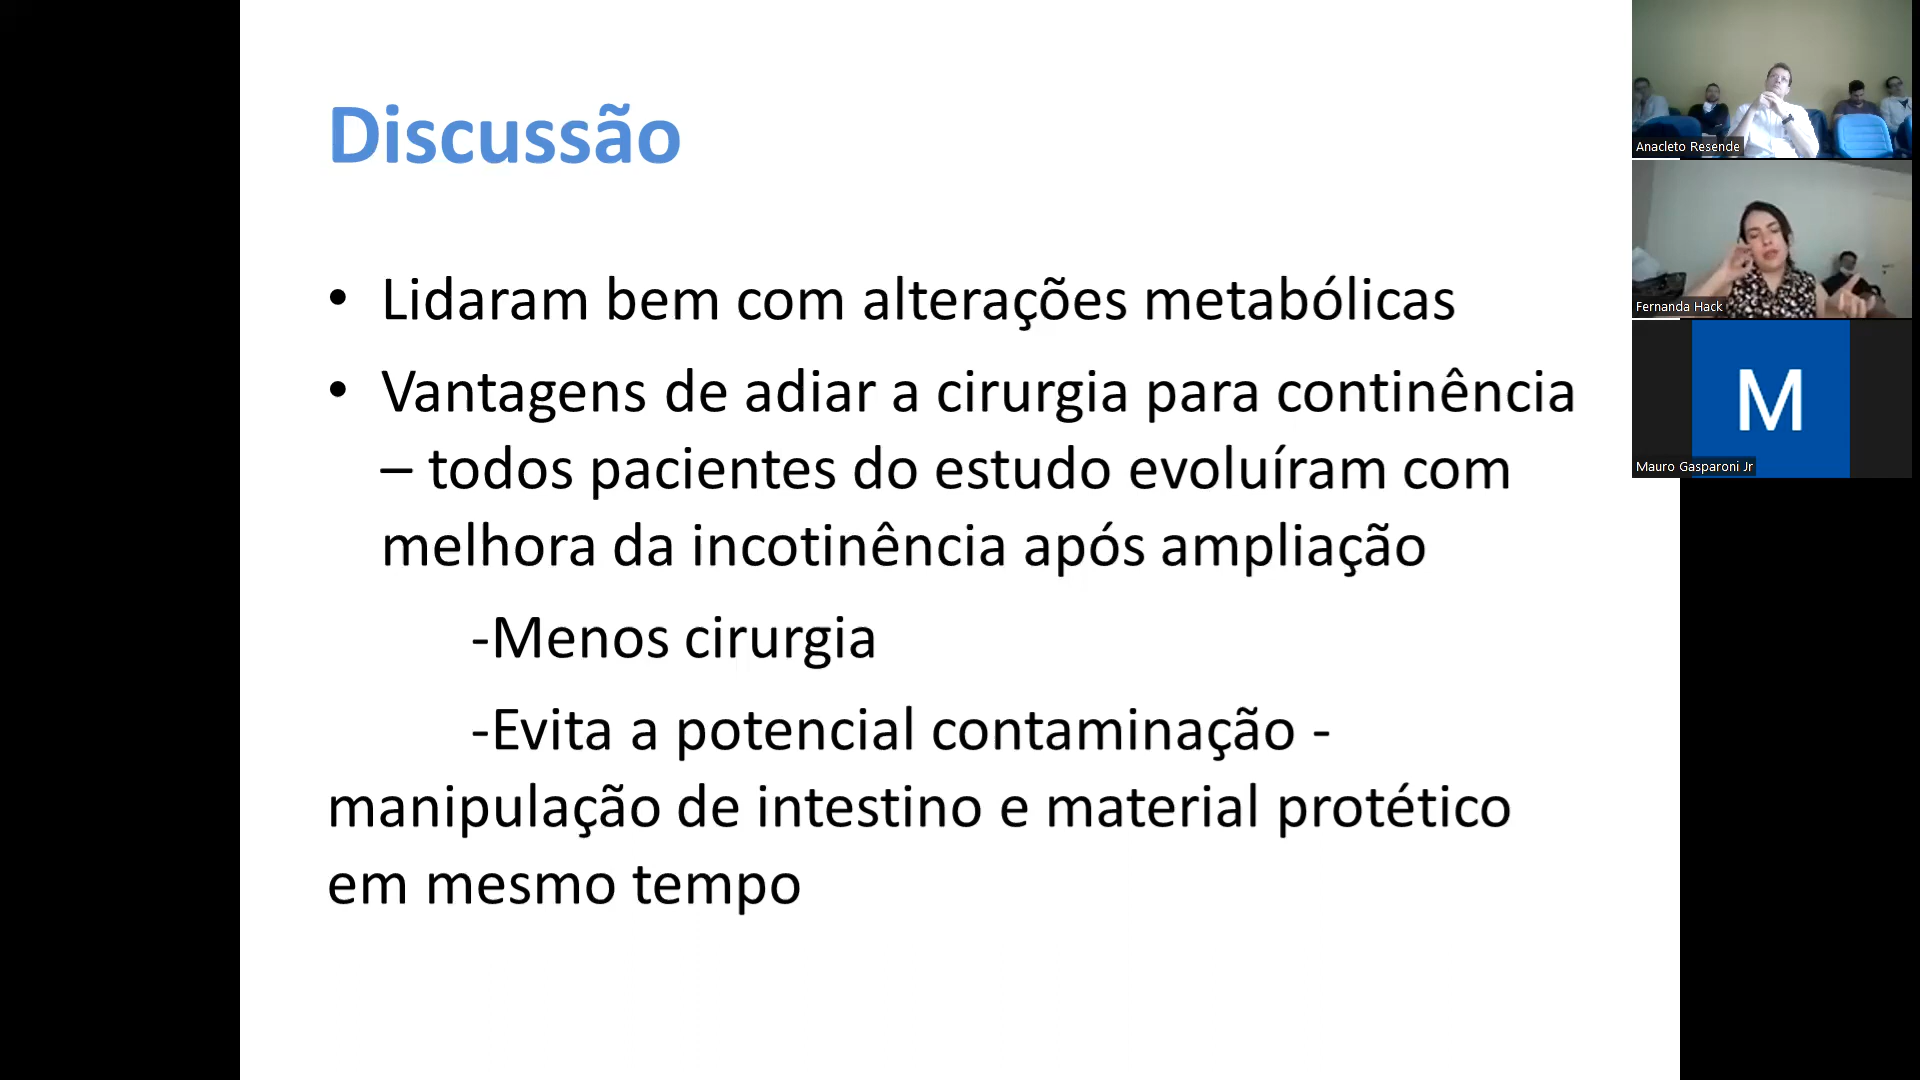 Discussão
• Lidaram bem com alterações metabólicas
• Vantagens de adiar a cirurgia para continência
– todos pacientes do estudo evoluíram com
melhora da incotinência após ampliação
-Menos cirurgia
-Evita a potencial contaminação -
manipulação de intestino e material protético
em mesmo tempo
Anacleto Resende
Fernanda Hack
M
Mauro Gasparoni Jr